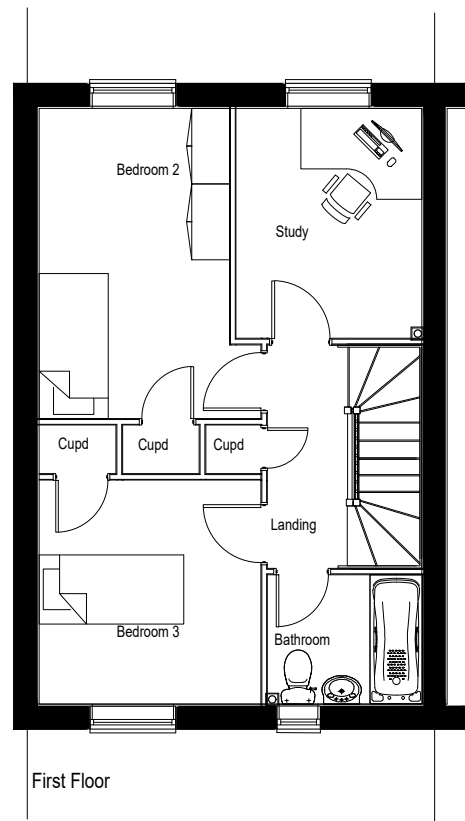 Bedroom 2
Study
Cupd
Cupd
Cupd
Landing
Bedroom 3
Bathroom
First Floor